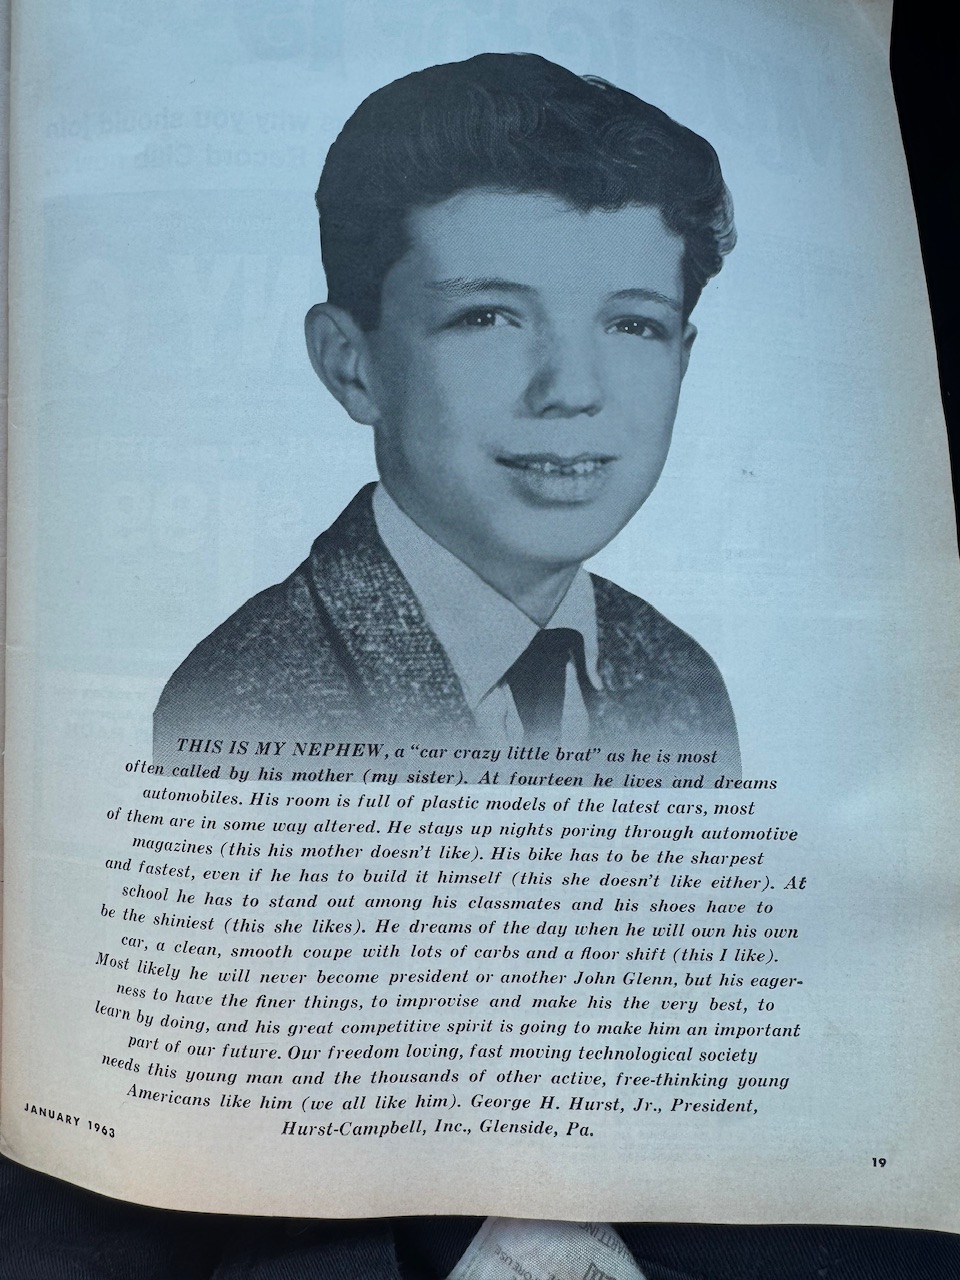 THIS IS MY NEPHEW, a “car crazy little brat” as he is most
often called by his mother (my sister). At fourteen he lives and dreams
automobiles. His room is full of plastic models of the latest cars, most
of them are in some way altered. He stays up nights poring through automotive
magazines (this his mother doesn’t like). His bike has to be the sharpest
and fastest, even if he has to build it himself (this she doesn’t like either). At
school he has to stand out among his classmates and his shoes have to
be the shiniest (this she likes). He dreams of the day when he will own his own
car, a clean, smooth coupe with lots of carbs and a floor shift (this I like).
Most likely he will never become president or another John Glenn, but his eager-
ness to have the finer things, to improvise and make his the very best, to
learn by doing, and his great competitive spirit is going to make him an important
part of our future. Our freedom loving, fast moving technological society
needs this young man and the thousands of other active, free-thinking young
Americans like him (we all like him). George H. Hurst, Jr., President,
Hurst-Campbell, Inc., Glenside, Pa.
JANUARY 1963
19